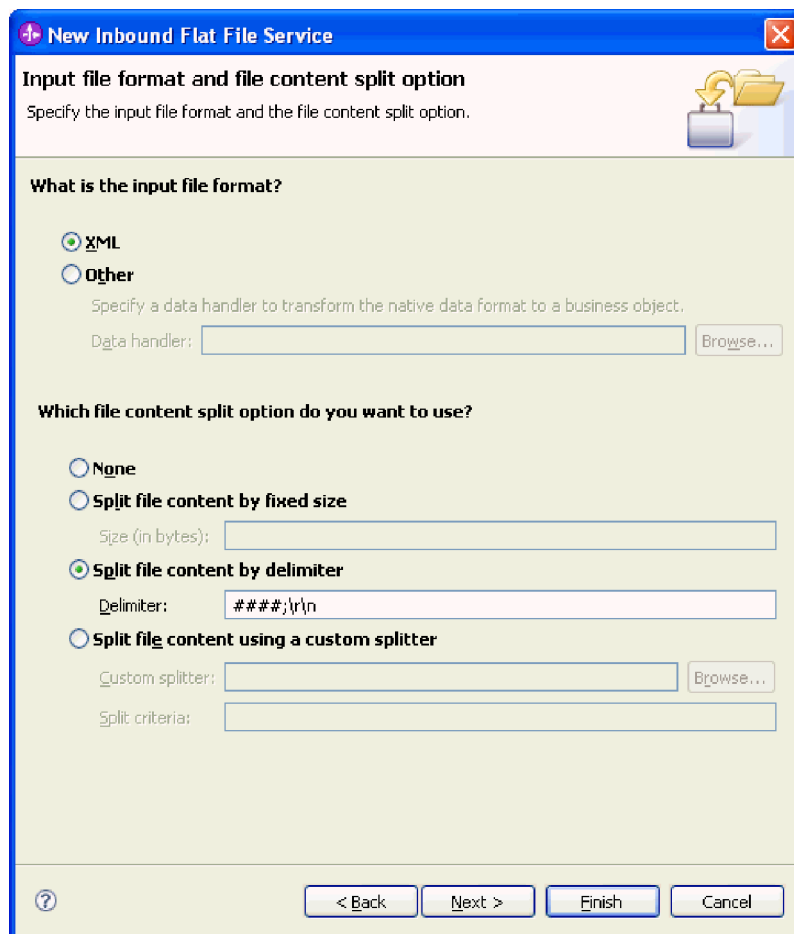 New Inbound Flat File Service
Input file format and file content split option
Specify the input file format and the file content split option.
What is the input file format?
XML
Other
Specify a data handler to transform the native data format to a business object.
Data handler: Browse...
Which file content split option do you want to use?
None
Split file content by fixed size
Size (in bytes):
Split file content by delimiter
Delimiter: ####;\r\n
Split file content using a custom splitter
Custom splitter: Browse...
Split criteria:
? < Back Next > Finish Cancel